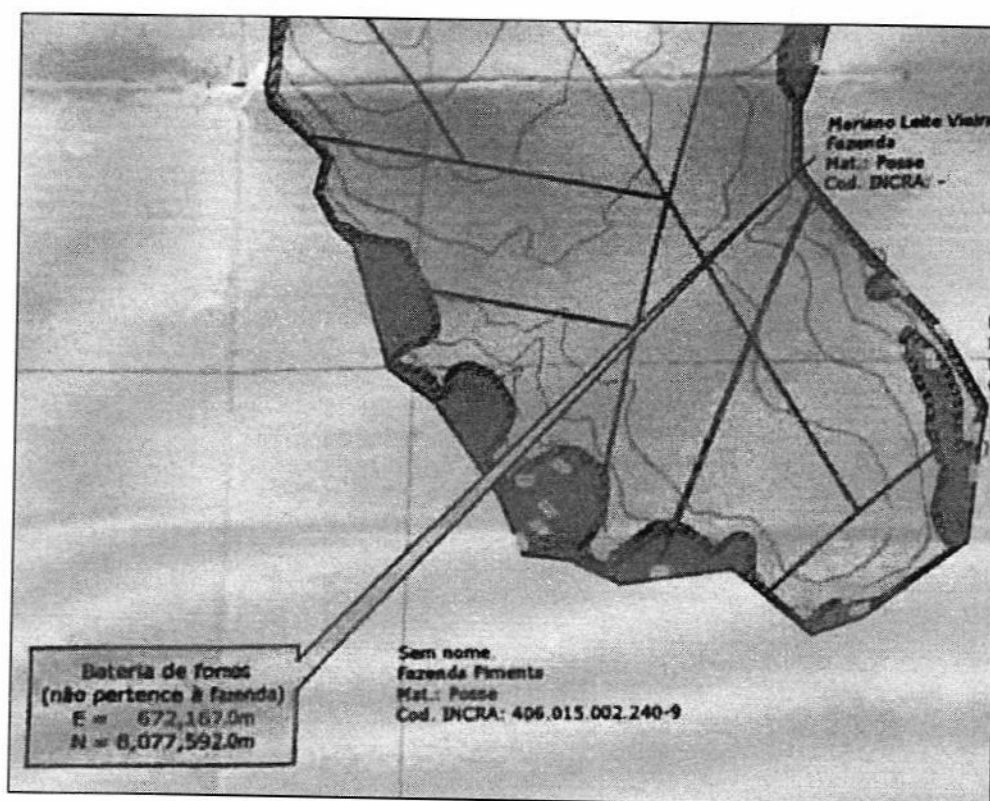 Mariano Leite Vieira
Fazenda
Mat.: Posse
Cod. INCRA: -
Bateria de fornos
(não pertence à fazenda)
E = 672,167.0m
N = 8,077,592.0m
Sem nome
Fazenda Pimenta
Mat.: Posse
Cod. INCRA: 406.015.002.240-9